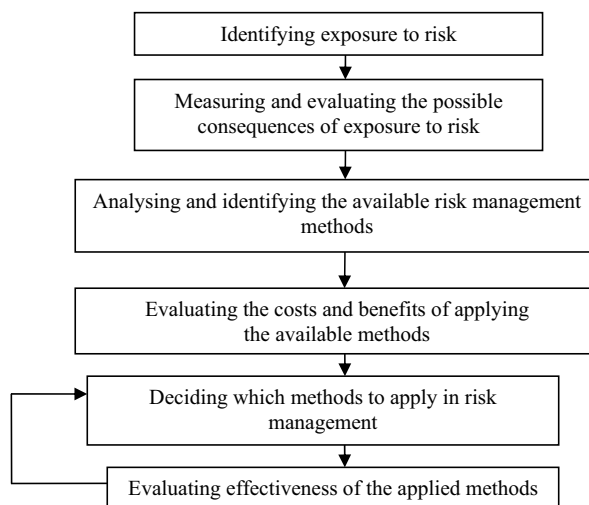 Identifying exposure to risk
Measuring and evaluating the possible
consequences of exposure to risk
Analysing and identifying the available risk management
methods
Evaluating the costs and benefits of applying
the available methods
Deciding which methods to apply in risk
management
Evaluating effectiveness of the applied methods